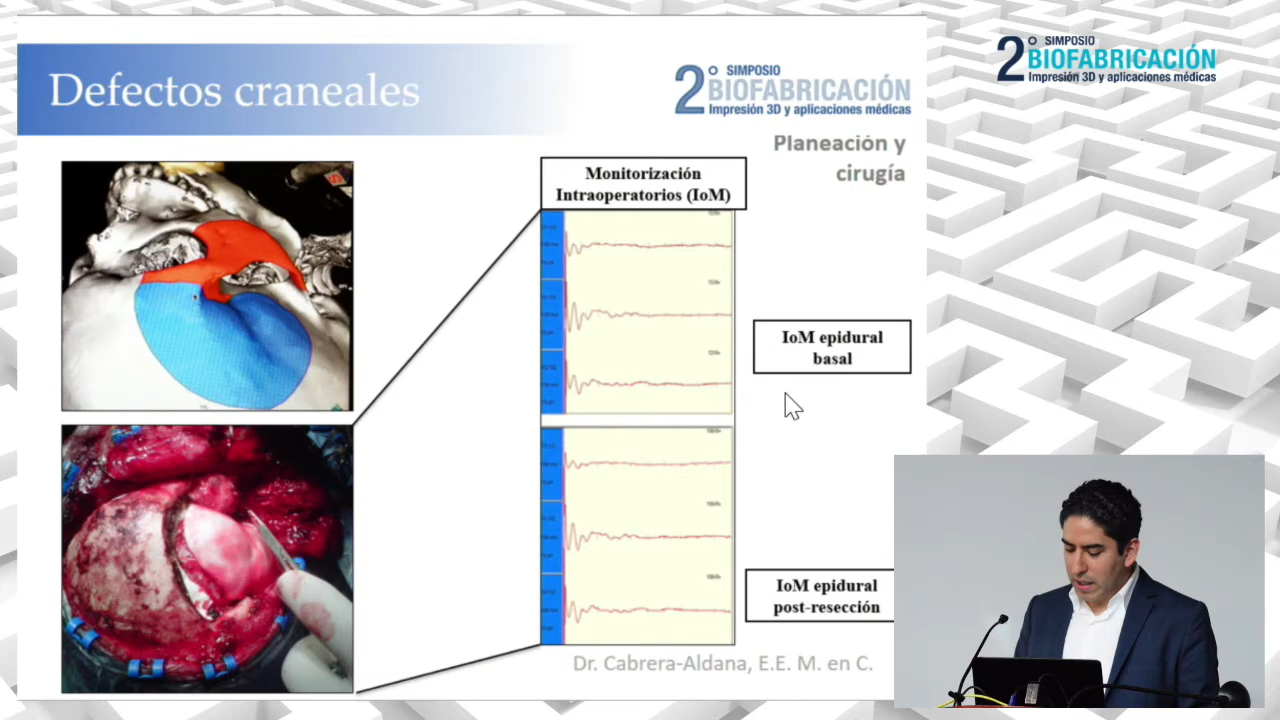 Defectos craneales
2° SIMPOSIO
BIOFABRICACIÓN
Impresión 3D y aplicaciones médicas
2° SIMPOSIO
BIOFABRICACIÓN
Impresión 3D y aplicaciones médicas
Planeación y
cirugía
Monitorización
Intraoperatorios (IoM)
IoM epidural
basal
IoM epidural
post-resección
Dr. Cabrera-Aldana, E.E. M. en C.